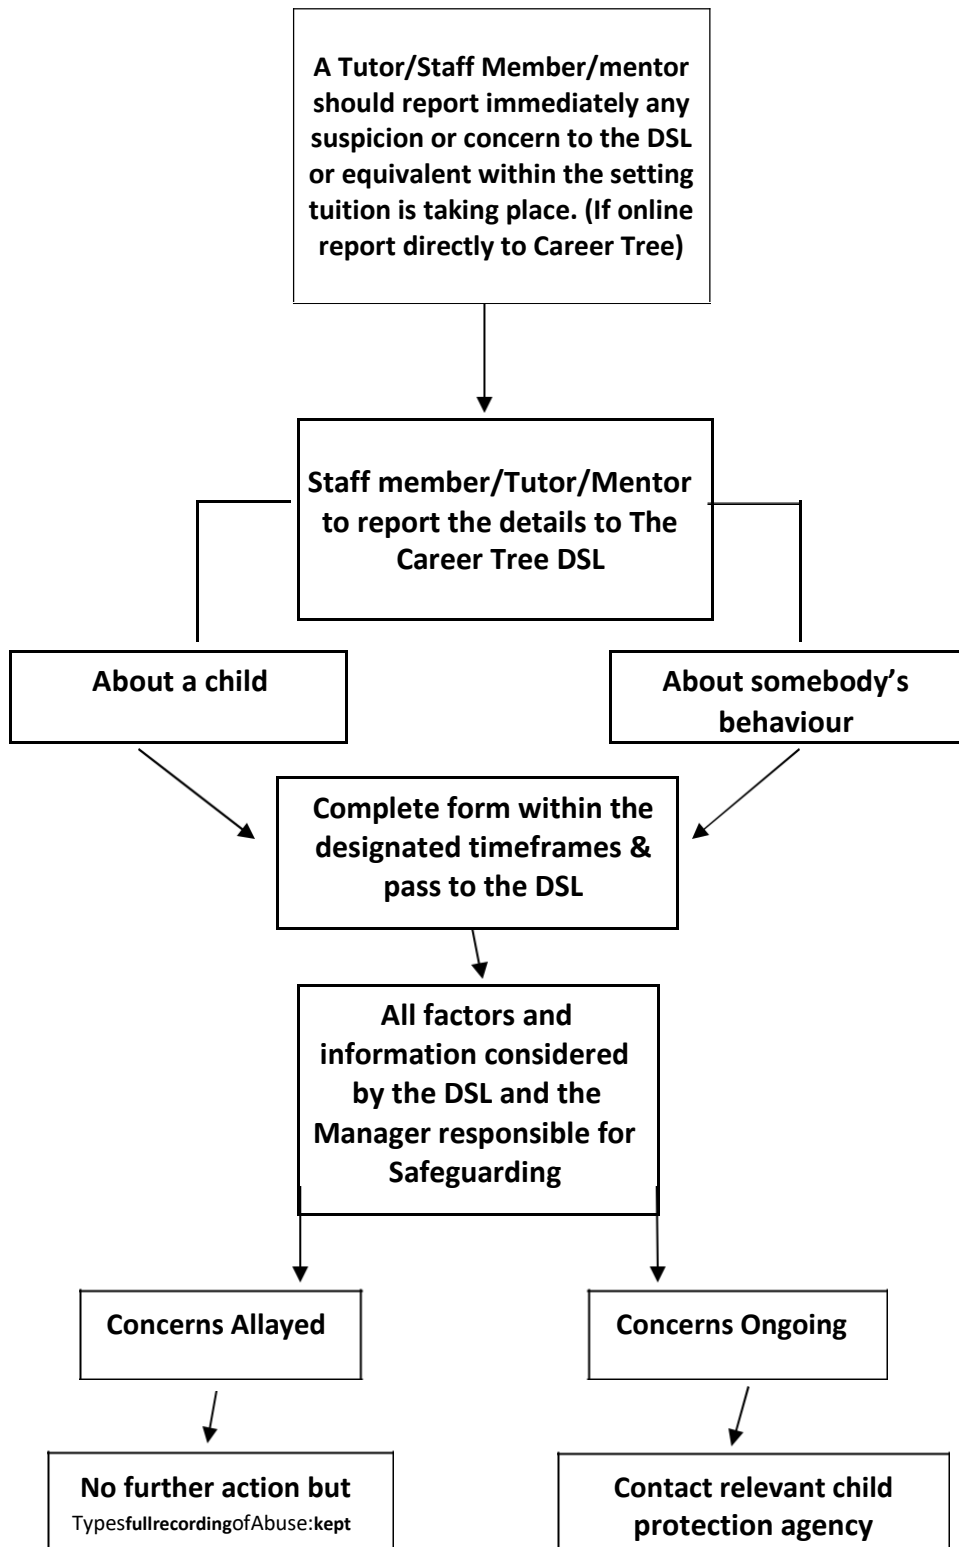 A Tutor/Staff Member/mentor
should report immediately any
suspicion or concern to the DSL
or equivalent within the setting
tuition is taking place. (If online
report directly to Career Tree)
Staff member/Tutor/Mentor
to report the details to The
Career Tree DSL
About a child
About somebody’s
behaviour
Complete form within the
designated timeframes &
pass to the DSL
All factors and
information considered
by the DSL and the
Manager responsible for
Safeguarding
Concerns Allayed
Concerns Ongoing
No further action but
TypesfullrecordingofAbuse:kept
Contact relevant child
protection agency